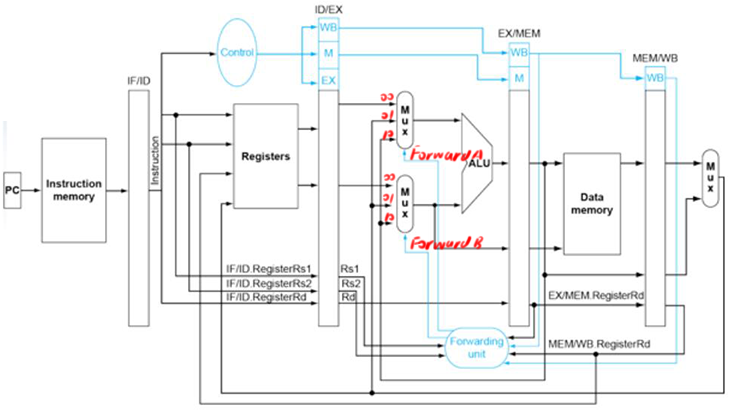 ID/EX
WB
EX/MEM
Control
M
WB
MEM/WB
IF/ID
EX
M
WB
00
01
10
Mux
PC
Instruction memory
Instruction
Registers
Forward A
ALU
Mux
00
01
10
Mux
Data memory
Forward B
IF/ID.RegisterRs1
Rs1
IF/ID.RegisterRs2
Rs2
IF/ID.RegisterRd
Rd
EX/MEM.RegisterRd
Forwarding unit
MEM/WB.RegisterRd